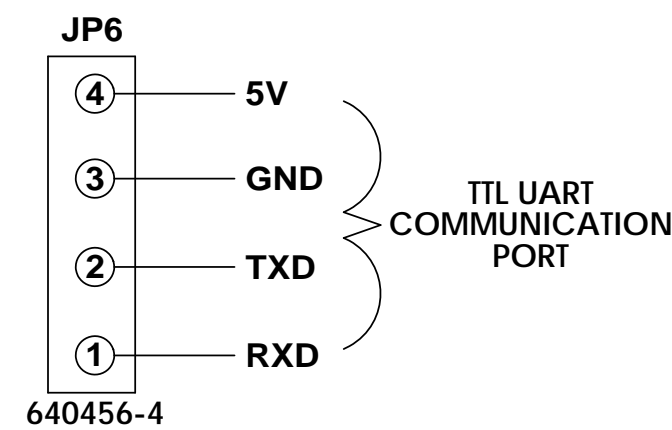 JP6
4 5V
3 GND
2 TXD
1 RXD
TTL UART
COMMUNICATION
PORT
640456-4